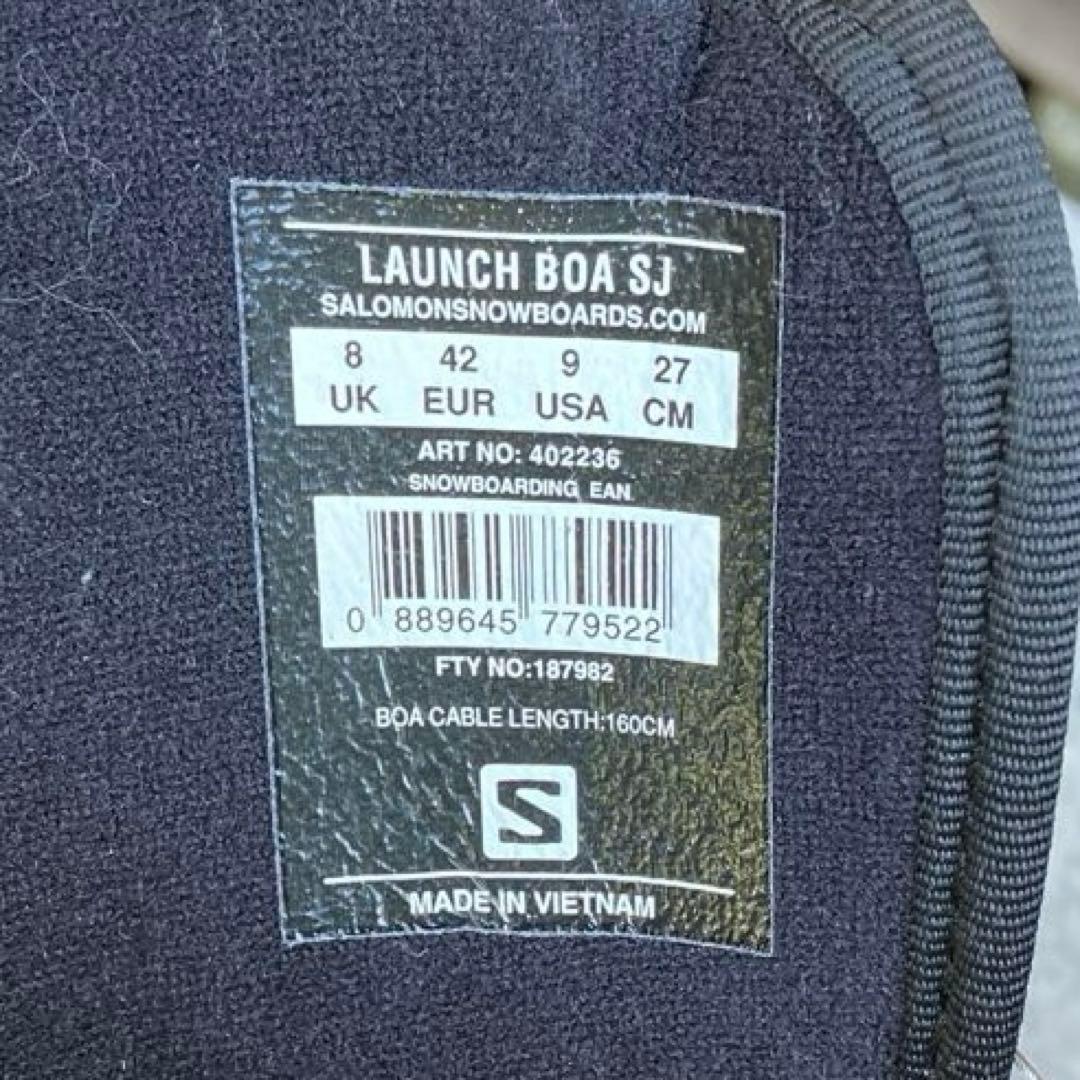 LAUNCH BOA SJ
SALOMONSNOWBOARDS.COM
8 42 9 27
UK EUR USA CM
ART NO: 402236
SNOWBOARDING EAN
0 889645 779522
FTY NO:187982
BOA CABLE LENGTH:160CM
S
MADE IN VIETNAM